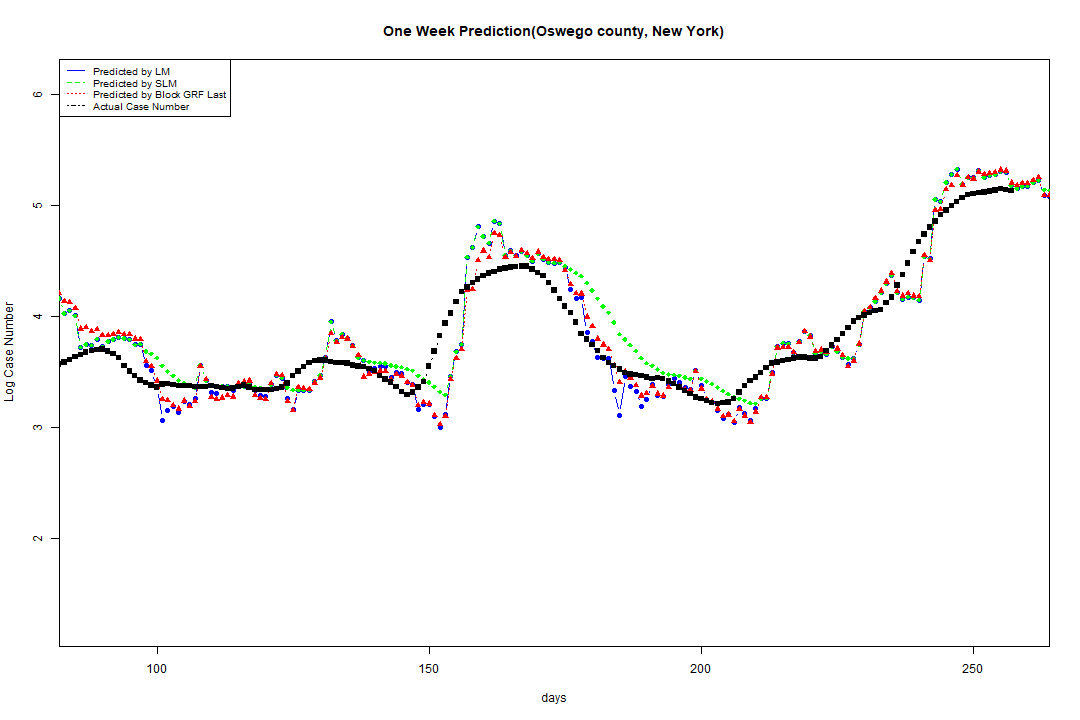 One Week Prediction(Oswego county, New York)
Predicted by LM
Predicted by SLM
Predicted by Block GRF Last
Actual Case Number
6
5
4
3
2
Log Case Number
100 150 200 250
days